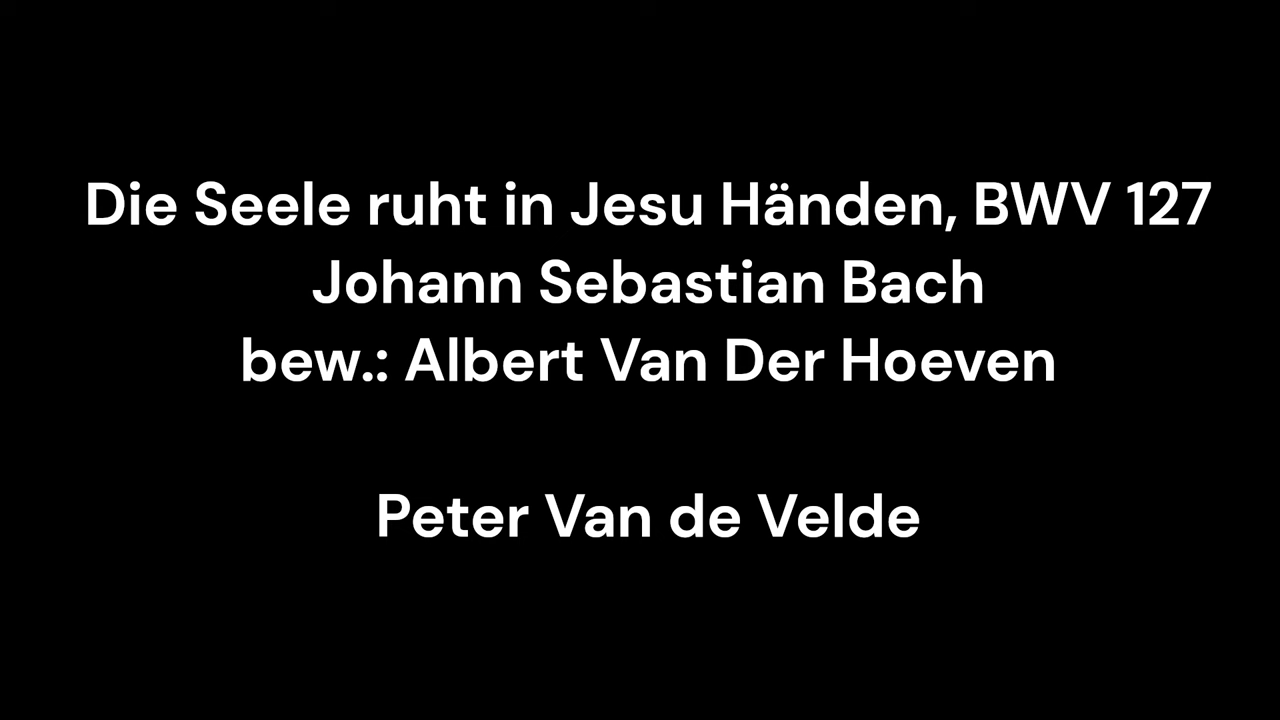 Die Seele ruht in Jesu Händen, BWV 127
Johann Sebastian Bach
bew.: Albert Van Der Hoeven
Peter Van de Velde